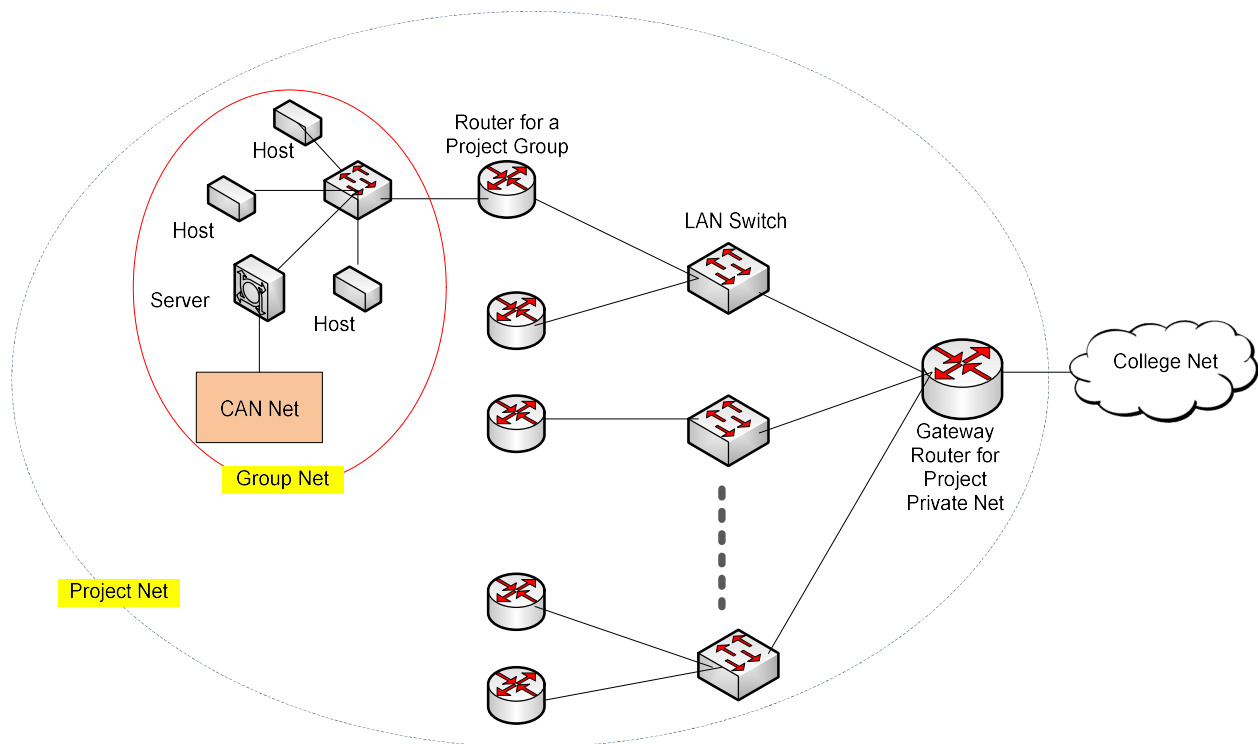 Host
Router for a
Project Group
Host
LAN Switch
Server
Host
College Net
CAN Net
Gateway
Router for
Project
Private Net
Group Net
Project Net